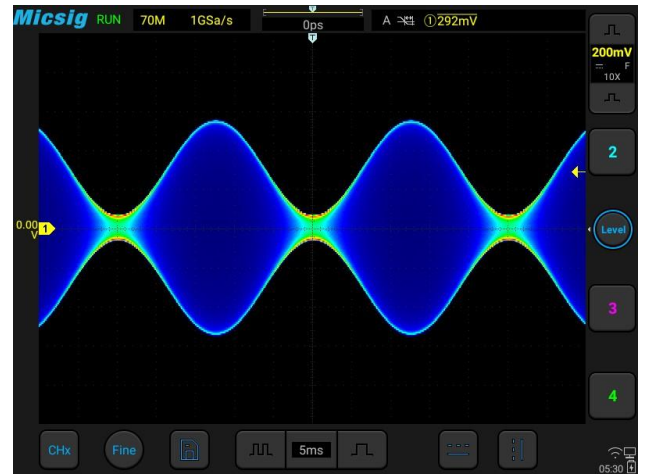 Micsig RUN 70M 1GSa/s 0ps A ①292mV
T
T
200mV
F
10X
2
0.00
V
1
Level
3
4
CHx Fine 5ms
05:30